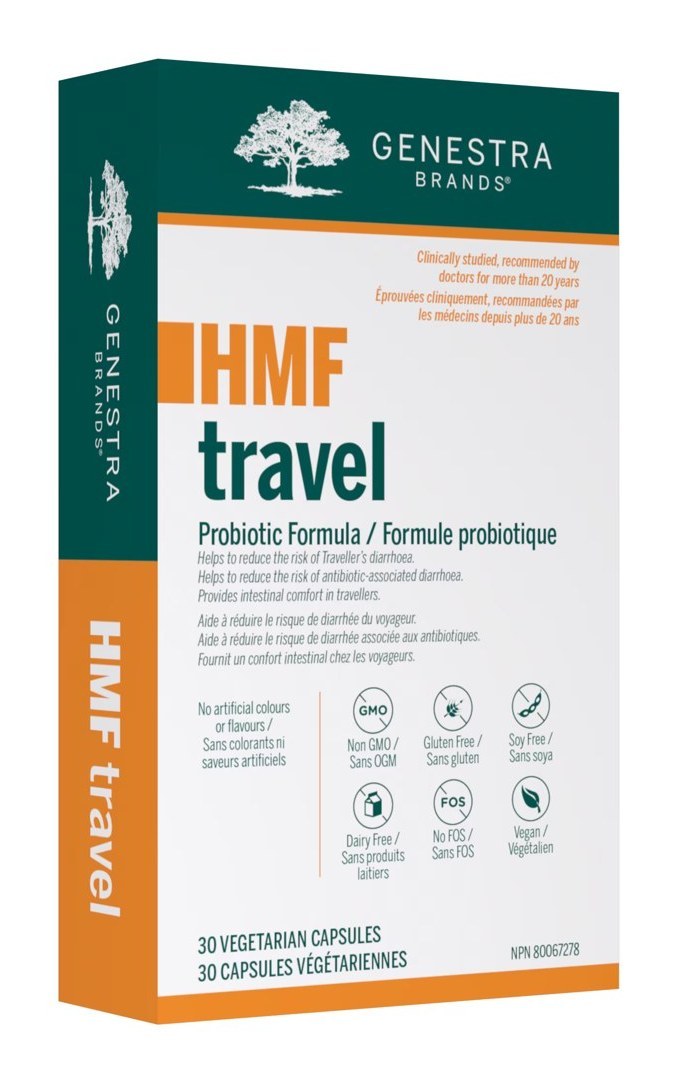 GENESTRA
BRANDS®
Clinically studied, recommended by
doctors for more than 20 years
Éprouvées cliniquement, recommandées par
les médecins depuis plus de 20 ans
HMF
travel
Probiotic Formula / Formule probiotique
Helps to reduce the risk of Traveller's diarrhoea.
Helps to reduce the risk of antibiotic-associated diarrhoea.
Provides intestinal comfort in travellers.
Aide à réduire le risque de diarrhée du voyageur.
Aide à réduire le risque de diarrhée associée aux antibiotiques.
Fournit un confort intestinal chez les voyageurs.
No artificial colours
or flavours /
Sans colorants ni
saveurs artificiels
GMO
Non GMO /
Sans OGM
Gluten Free /
Sans gluten
Soy Free /
Sans soya
Dairy Free /
Sans produits
laitiers
FOS
No FOS /
Sans FOS
Vegan /
Végétalien
30 VEGETARIAN CAPSULES
30 CAPSULES VÉGÉTARIENNES
NPN 80067278
GENESTRA
BRANDS®
HMF travel